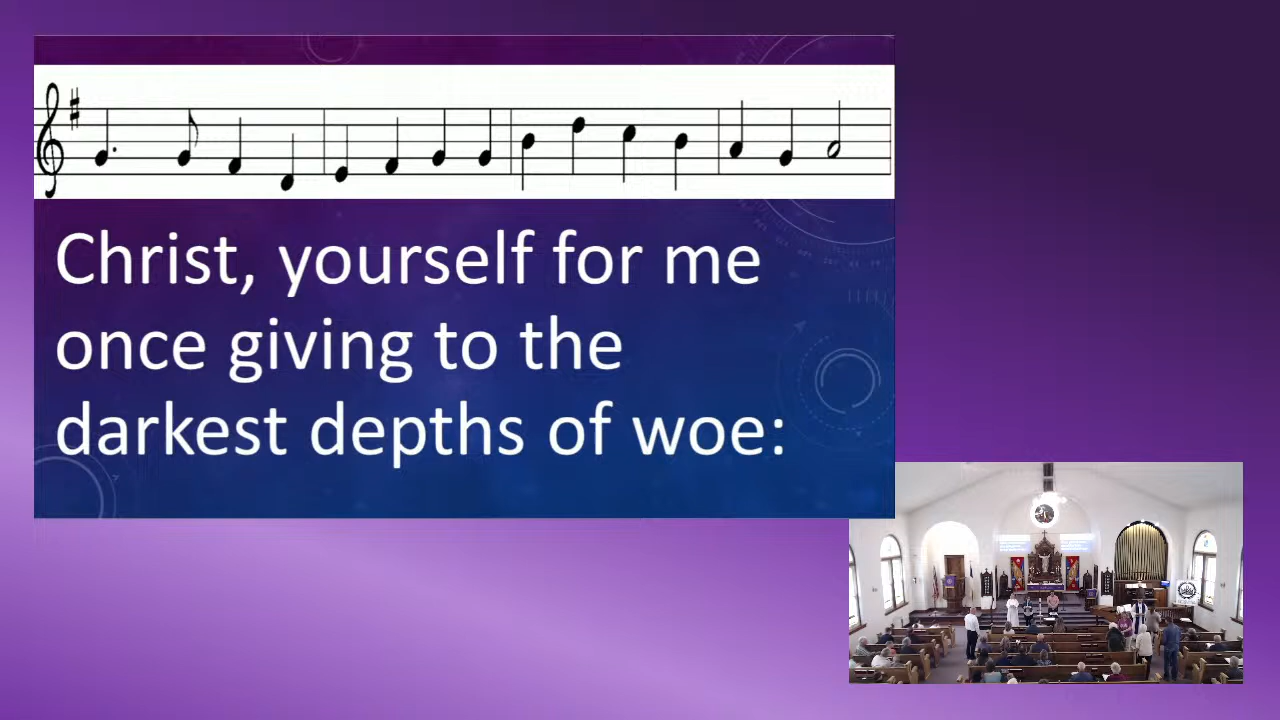 Christ, yourself for me
once giving to the
darkest depths of woe: